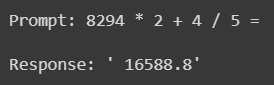 Prompt: 8294 * 2 + 4 / 5 =
Response: ' 16588.8'